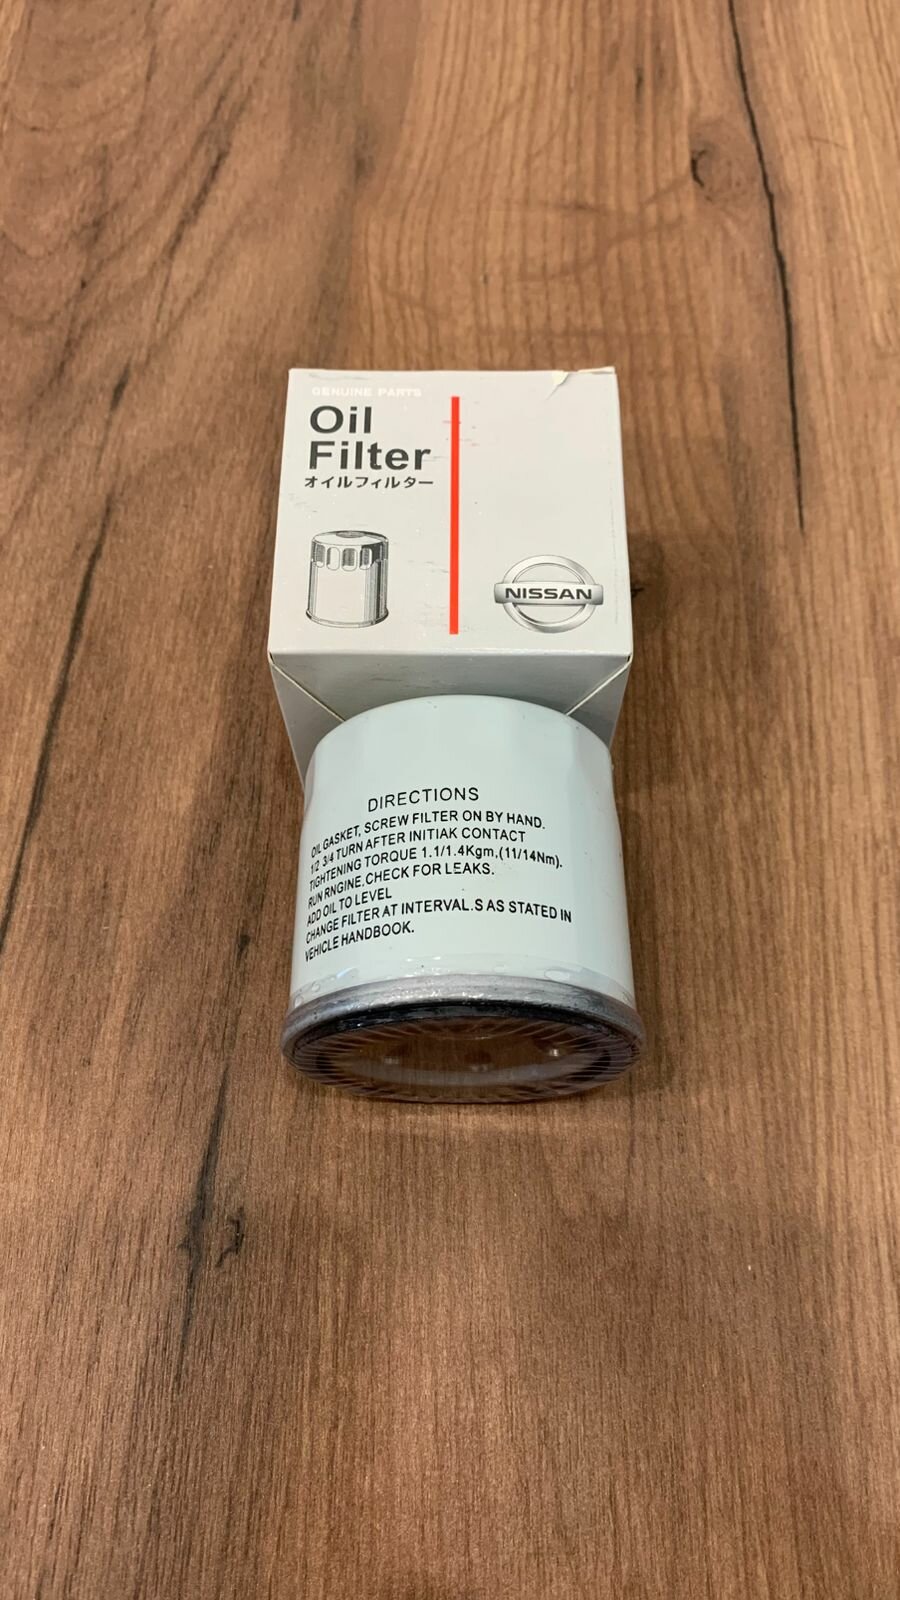 GENUINE PARTS
Oil
Filter
オイルフィルター
NISSAN
DIRECTIONS
OIL GASKET, SCREW FILTER ON BY HAND.
1/2 3/4 TURN AFTER INITIAK CONTACT
TIGHTENING TORQUE 1.1/1.4Kgm,(11/14Nm).
RUN RNGINE.CHECK FOR LEAKS.
ADD OIL TO LEVEL
CHANGE FILTER AT INTERVAL.S AS STATED IN
VEHICLE HANDBOOK.